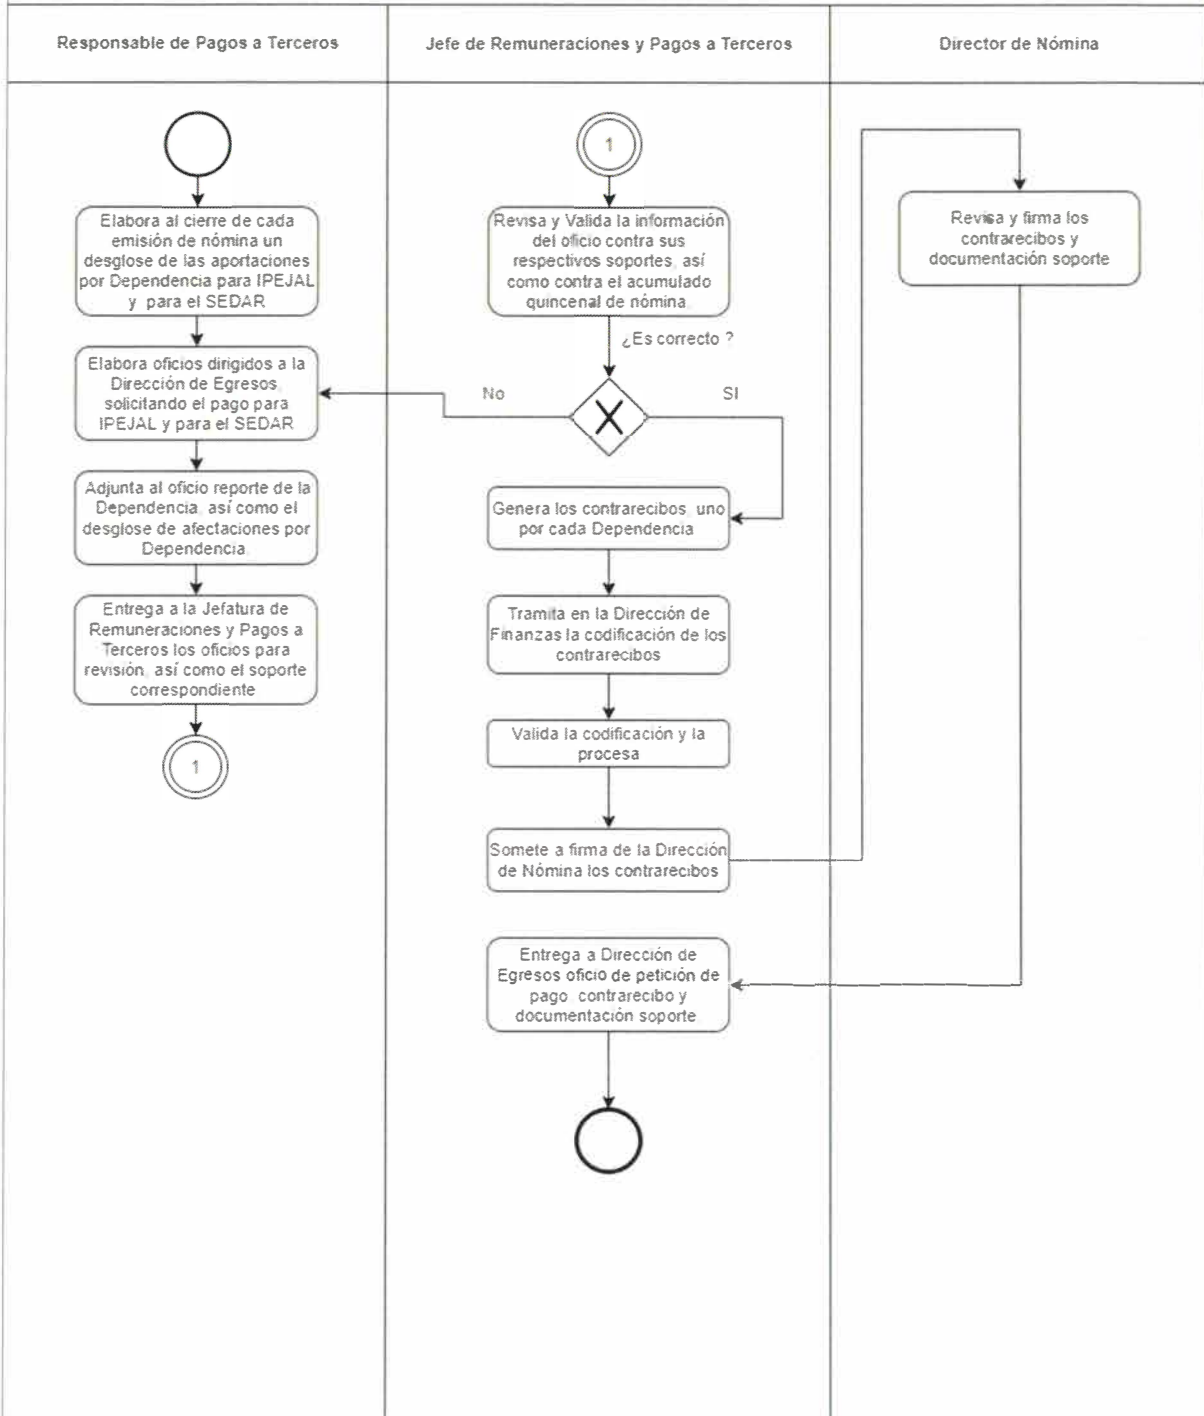 Responsable de Pagos a Terceros
Jefe de Remuneraciones y Pagos a Terceros
Director de Nómina
Elabora al cierre de cada
emisión de nómina un
desglose de las aportaciones
por Dependencia para IPEJAL
y para el SEDAR
Elabora oficios dirigidos a la
Dirección de Egresos
solicitando el pago para
IPEJAL y para el SEDAR
Adjunta al oficio reporte de la
Dependencia, así como el
desglose de afectaciones por
Dependencia.
Entrega a la Jefatura de
Remuneraciones y Pagos a
Terceros los oficios para
revisión, así como el soporte
correspondiente
1
1
Revisa y Valida la información
del oficio contra sus
respectivos soportes, así
como contra el acumulado
quincenal de nómina.
¿Es correcto ?
No
SI
Genera los contrarecibos, uno
por cada Dependencia
Tramita en la Dirección de
Finanzas la codificación de los
contrarecibos
Valida la codificación y la
procesa
Somete a firma de la Dirección
de Nómina los contrarecibos
Entrega a Dirección de
Egresos oficio de petición de
pago, contrarecibo y
documentación soporte
Revisa y firma los
contrarecibos y
documentación soporte